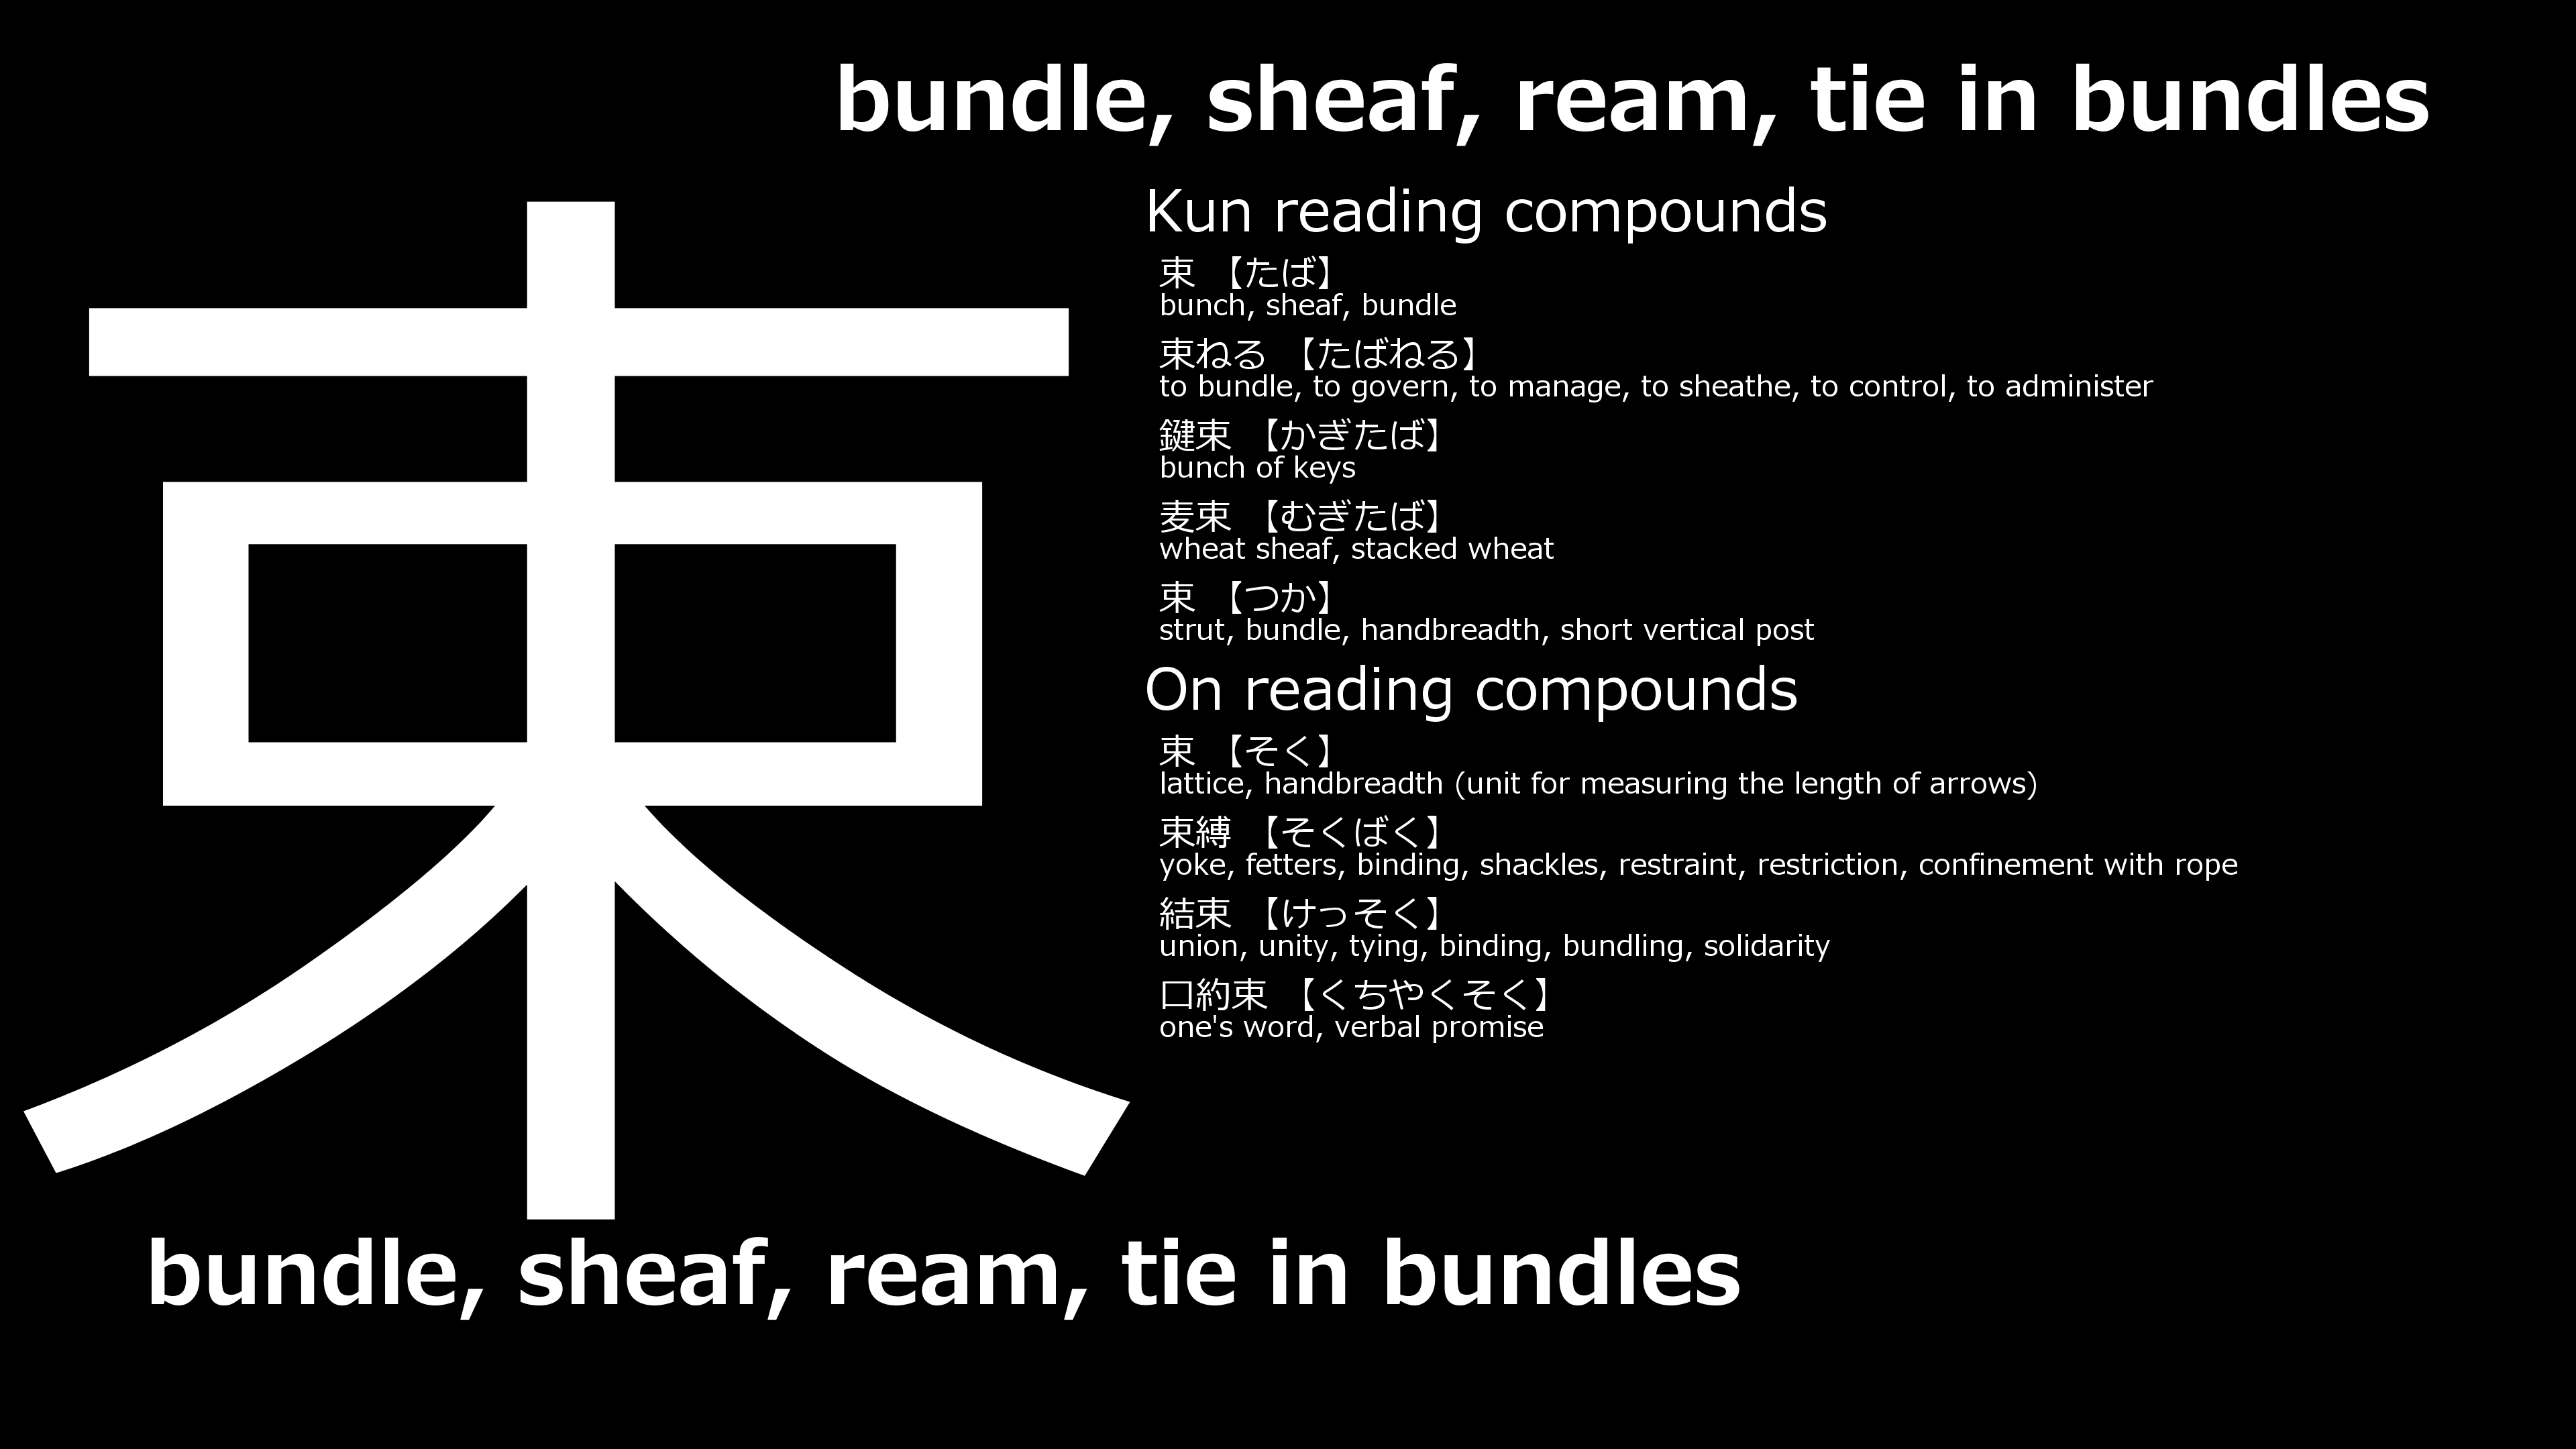 bundle, sheaf, ream, tie in bundles
束
Kun reading compounds
束 【たば】
bunch, sheaf, bundle
束ねる 【たばねる】
to bundle, to govern, to manage, to sheathe, to control, to administer
鍵束 【かぎたば】
bunch of keys
麦束 【むぎたば】
wheat sheaf, stacked wheat
束 【つか】
strut, bundle, handbreadth, short vertical post
On reading compounds
束 【そく】
lattice, handbreadth (unit for measuring the length of arrows)
束縛 【そくばく】
yoke, fetters, binding, shackles, restraint, restriction, confinement with rope
結束 【けっそく】
union, unity, tying, binding, bundling, solidarity
口約束 【くちやくそく】
one's word, verbal promise
bundle, sheaf, ream, tie in bundles